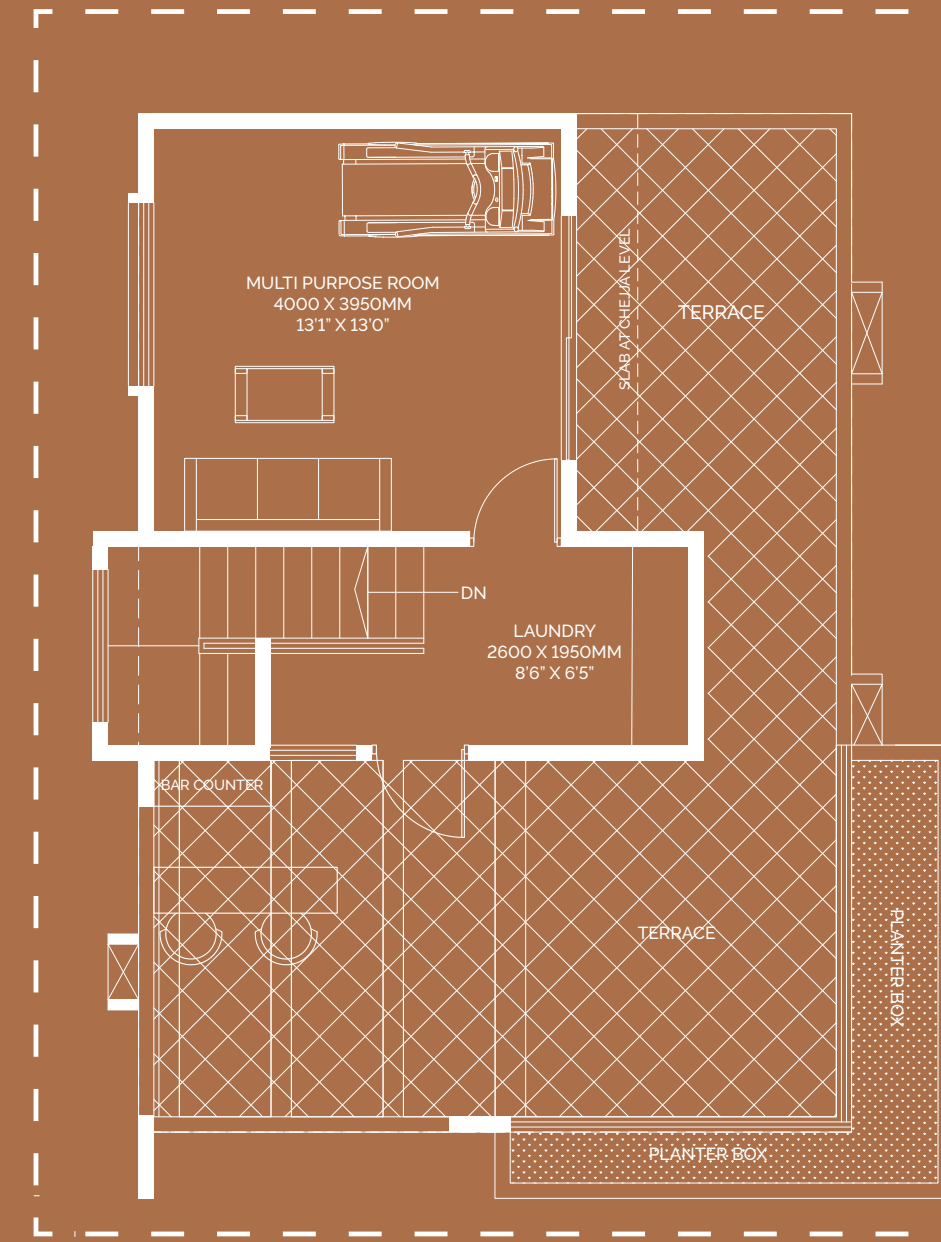 MULTI PURPOSE ROOM
4000 X 3950MM
13'1” X 13'0”
SLAB AT CHEJJA LEVEL
TERRACE
DN
LAUNDRY
2600 X 1950MM
8'6” X 6'5”
BAR COUNTER
TERRACE
PLANTER BOX
PLANTER BOX